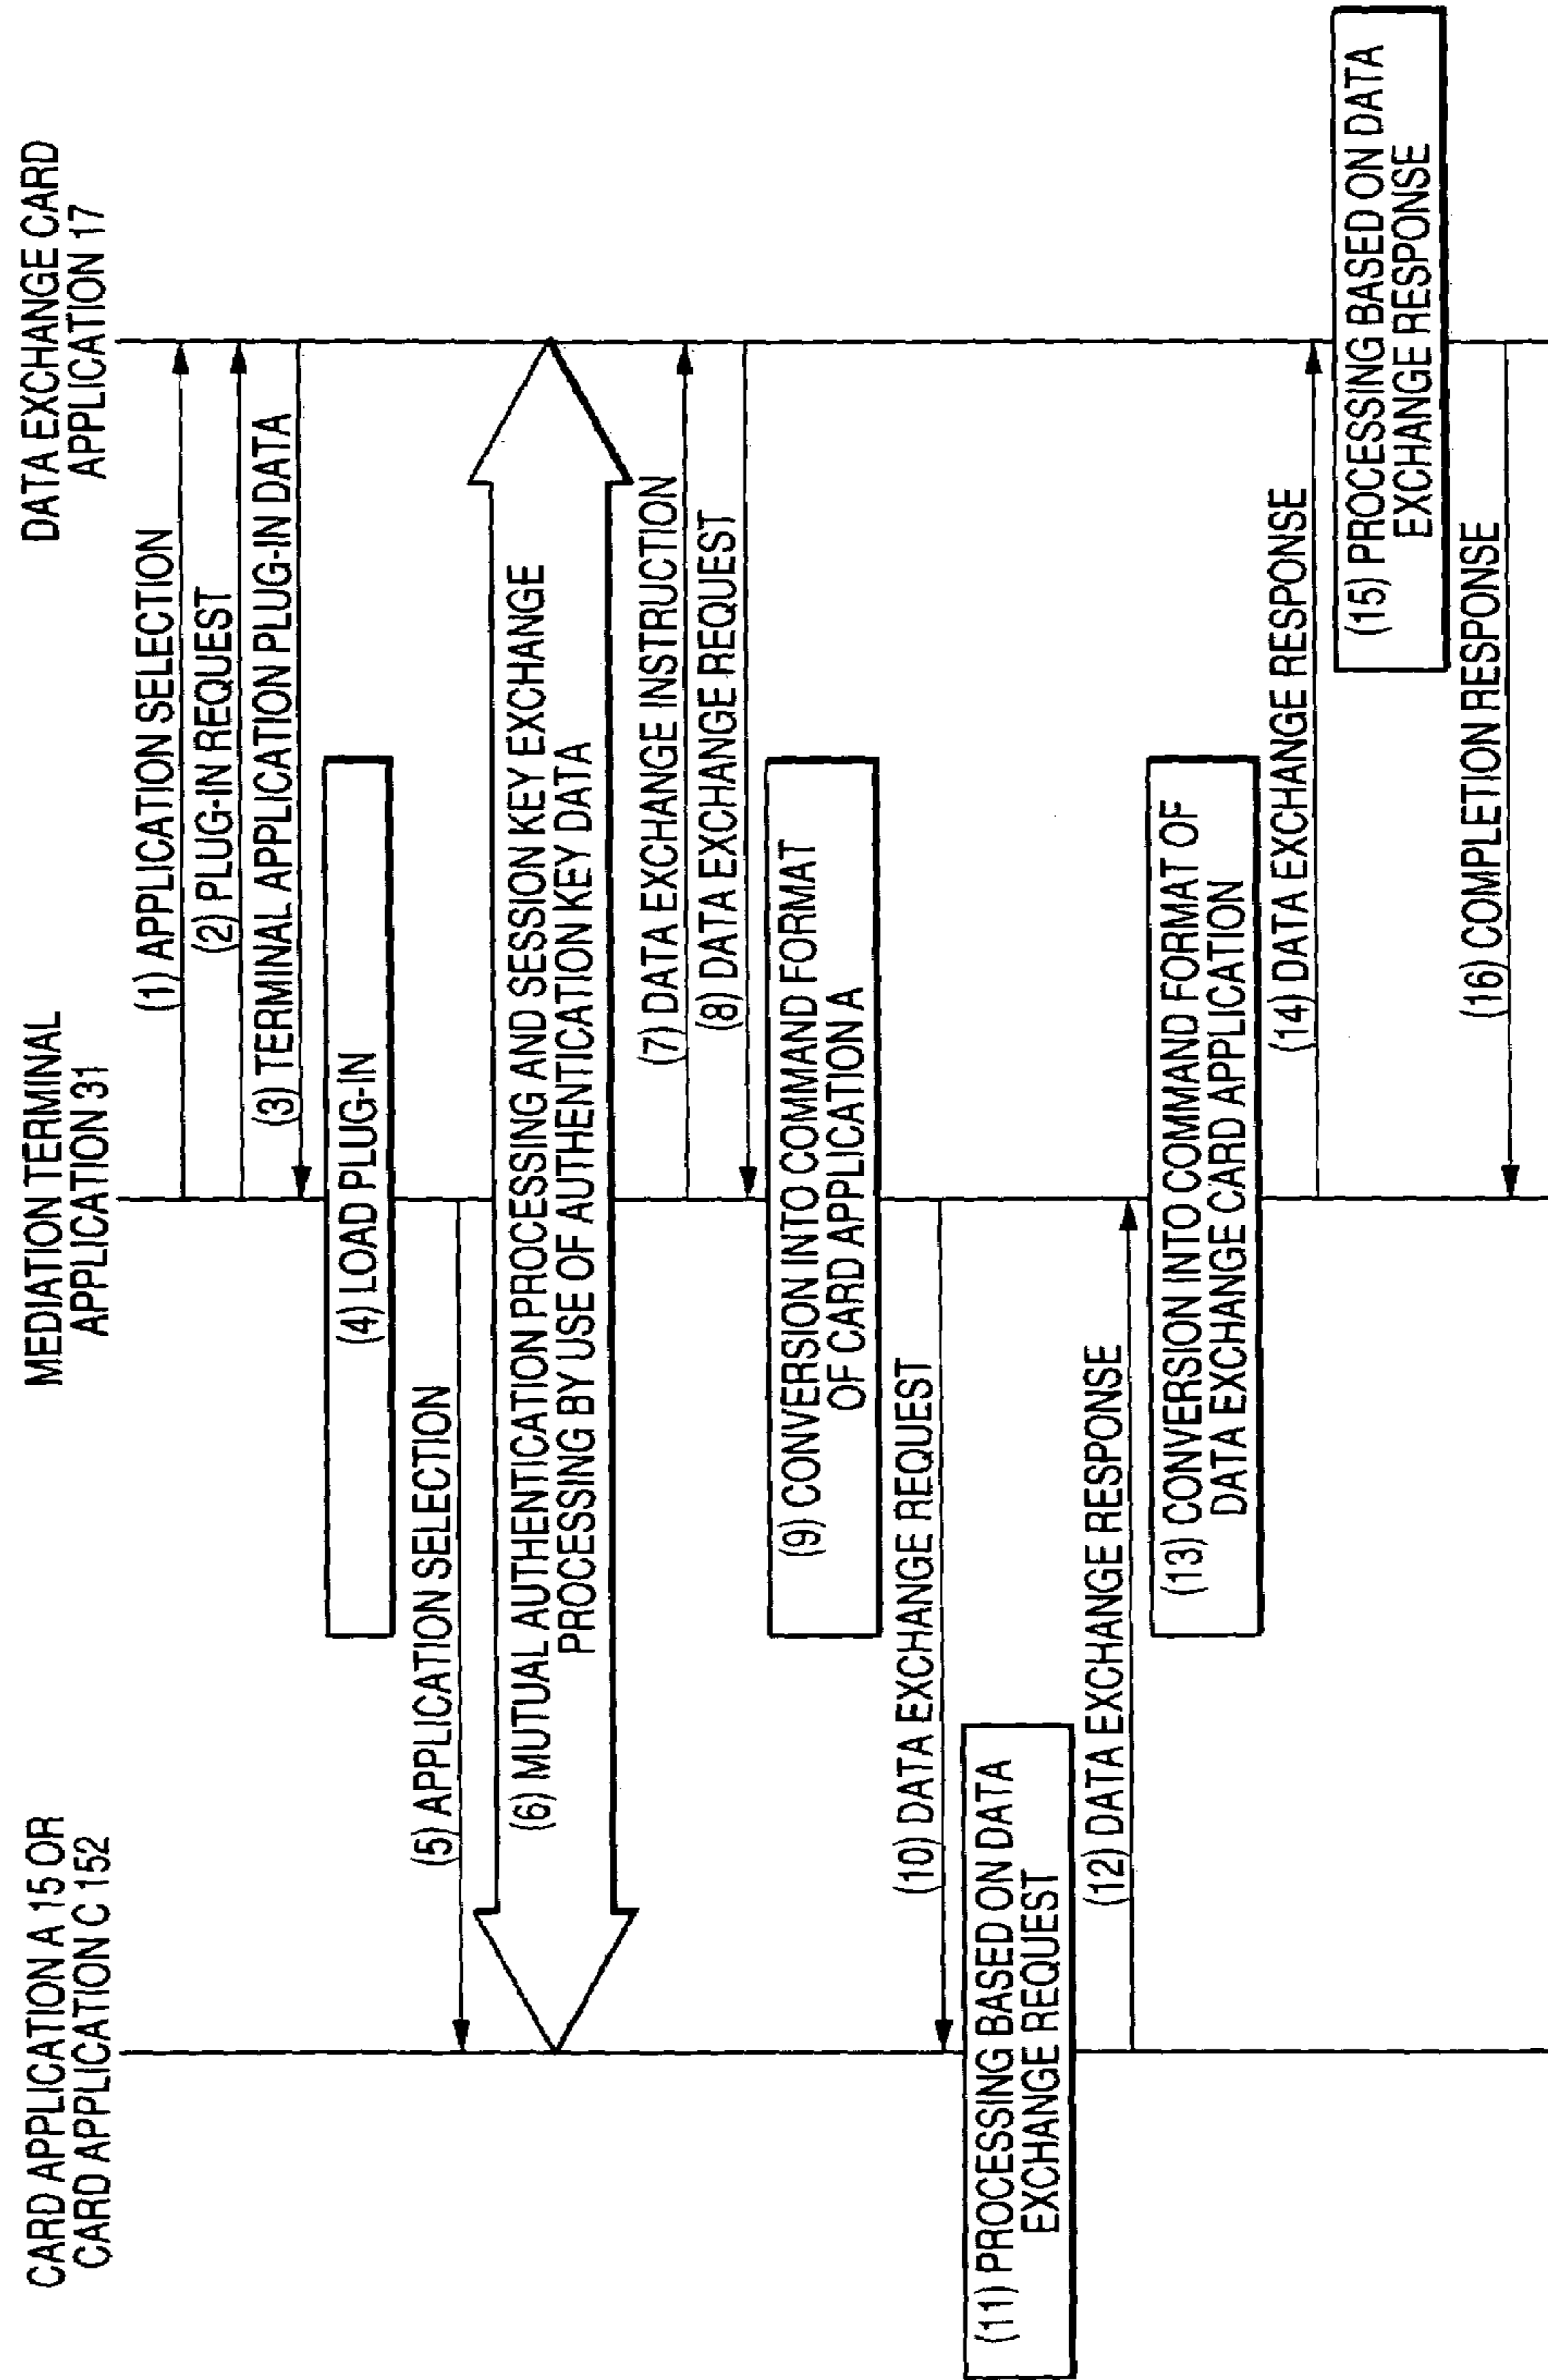 CARD APPLICATION A 15 OR
CARD APPLICATION C 152
MEDIATION TERMINAL
APPLICATION 31
DATA EXCHANGE CARD
APPLICATION 17
(1) APPLICATION SELECTION
(2) PLUG-IN REQUEST
(3) TERMINAL APPLICATION PLUG-IN DATA
(4) LOAD PLUG-IN
(5) APPLICATION SELECTION
(6) MUTUAL AUTHENTICATION PROCESSING AND SESSION KEY EXCHANGE
PROCESSING BY USE OF AUTHENTICATION KEY DATA
(7) DATA EXCHANGE INSTRUCTION
(8) DATA EXCHANGE REQUEST
(9) CONVERSION INTO COMMAND FORMAT
OF CARD APPLICATION A
(10) DATA EXCHANGE REQUEST
(11) PROCESSING BASED ON DATA
EXCHANGE REQUEST
(12) DATA EXCHANGE RESPONSE
(13) CONVERSION INTO COMMAND FORMAT OF
DATA EXCHANGE CARD APPLICATION
(14) DATA EXCHANGE RESPONSE
(15) PROCESSING BASED ON DATA
EXCHANGE RESPONSE
(16) COMPLETION RESPONSE